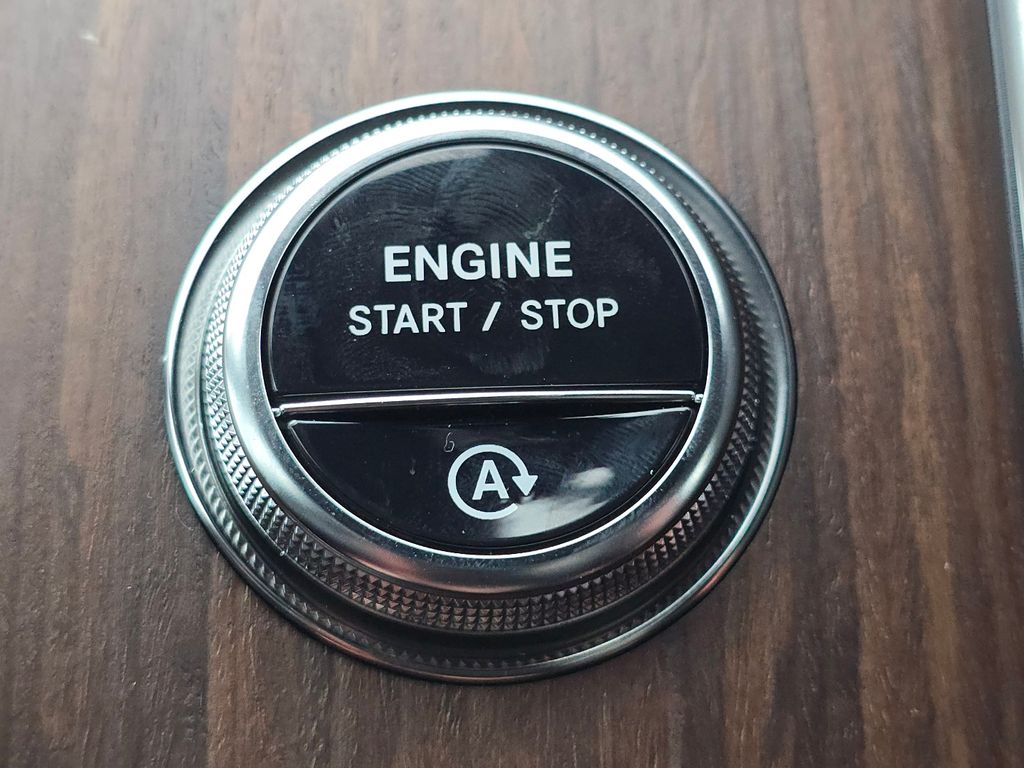 ENGINE
START / STOP
A